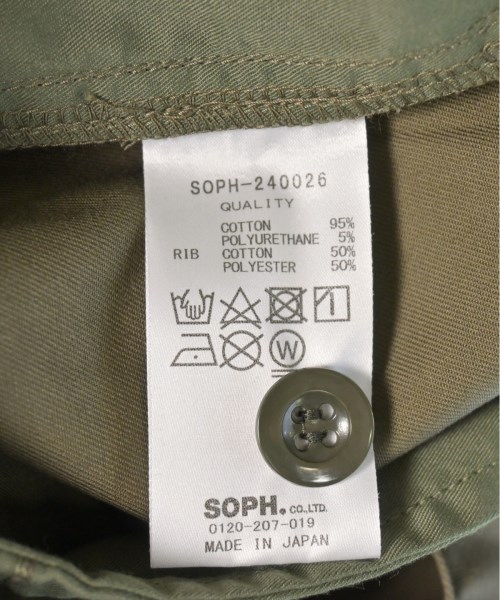 SOPH-240026
QUALITY
COTTON 95%
POLYURETHANE 5%
RIB COTTON 50%
POLYESTER 50%
W
SOPH. CO.,LTD.
0120-207-019
MADE IN JAPAN